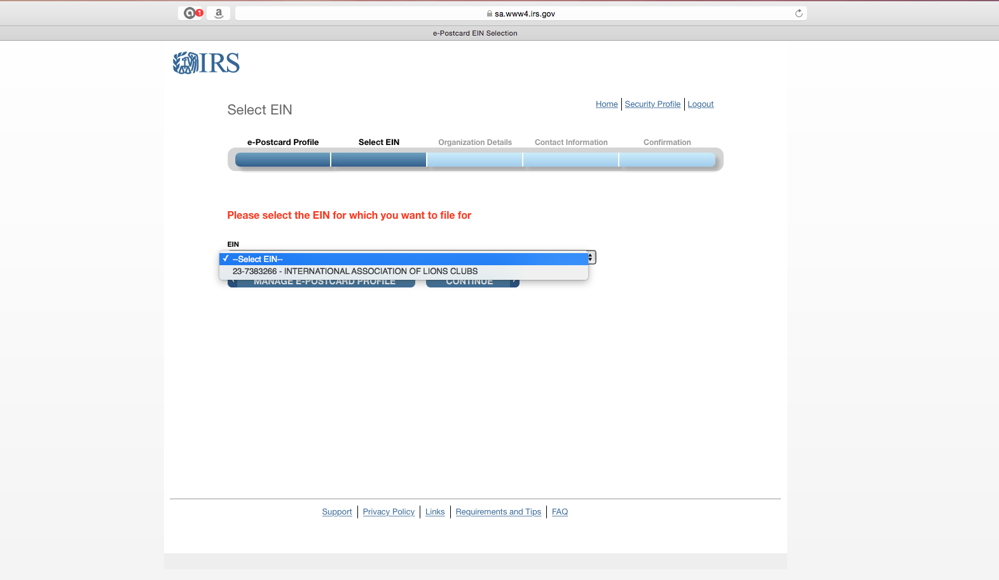 1
a
sa.www4.irs.gov
e-Postcard EIN Selection
IRS
Select EIN
Home
Security Profile
Logout
e-Postcard Profile
Select EIN
Organization Details
Contact Information
Confirmation
Please select the EIN for which you want to file for
EIN
--Select EIN--
23-7383266 - INTERNATIONAL ASSOCIATION OF LIONS CLUBS
MANAGE E-POSTCARD PROFILE
CONTINUE
Support
Privacy Policy
Links
Requirements and Tips
FAQ